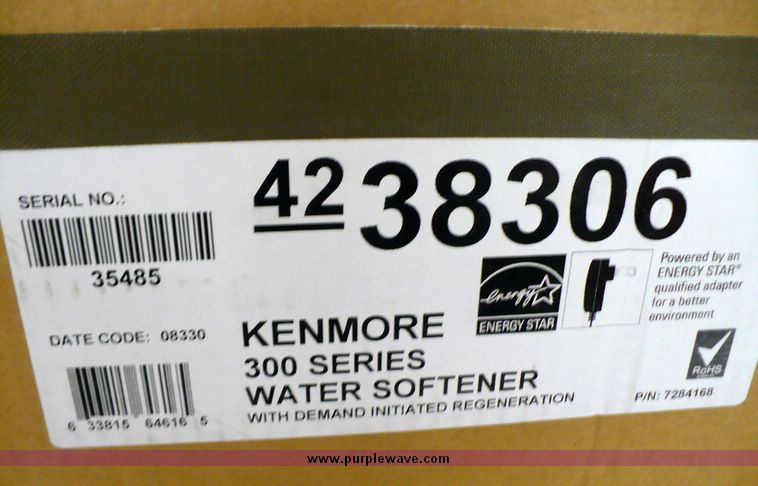 SERIAL NO.:
35485
42 38306
energy
ENERGY STAR
Powered by an
ENERGY STAR®
qualified adapter
for a better
environment
DATE CODE: 08330
KENMORE
300 SERIES
WATER SOFTENER
WITH DEMAND INITIATED REGENERATION
6 33815 64616 5
RoHS
P/N: 7284168
www.purplewave.com